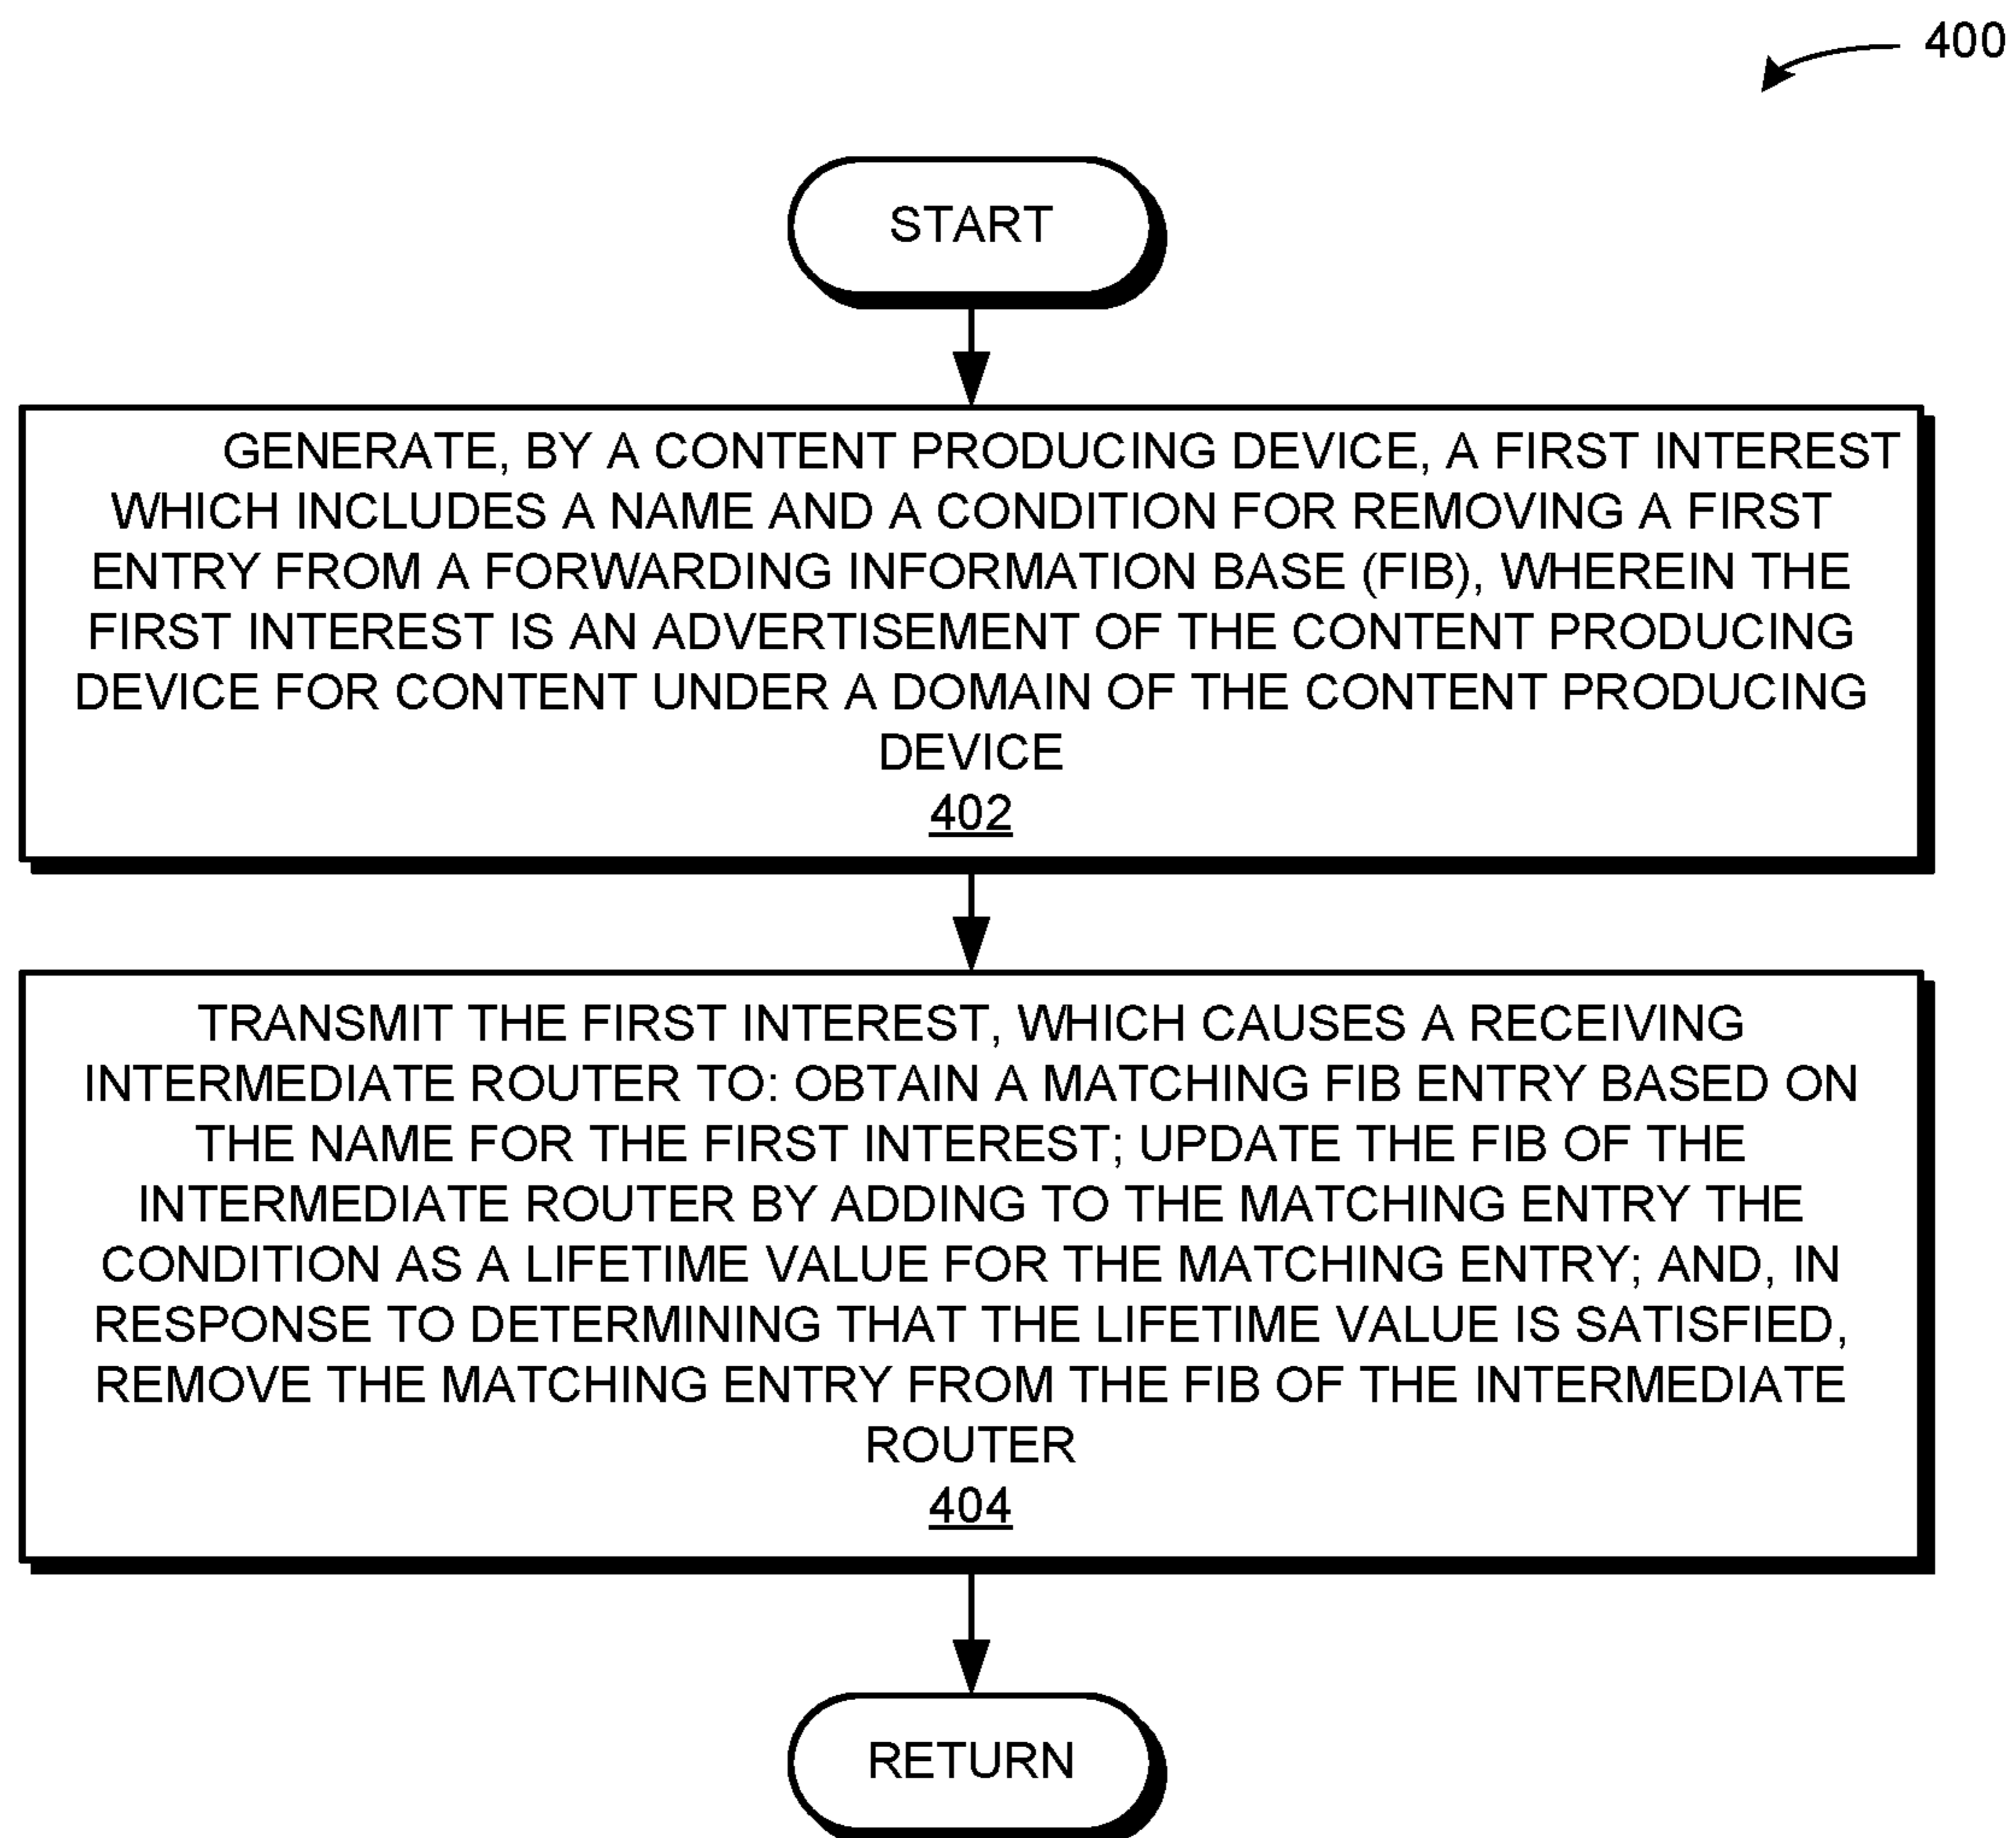 400
START
GENERATE, BY A CONTENT PRODUCING DEVICE, A FIRST INTEREST
WHICH INCLUDES A NAME AND A CONDITION FOR REMOVING A FIRST
ENTRY FROM A FORWARDING INFORMATION BASE (FIB), WHEREIN THE
FIRST INTEREST IS AN ADVERTISEMENT OF THE CONTENT PRODUCING
DEVICE FOR CONTENT UNDER A DOMAIN OF THE CONTENT PRODUCING
DEVICE
402
TRANSMIT THE FIRST INTEREST, WHICH CAUSES A RECEIVING
INTERMEDIATE ROUTER TO: OBTAIN A MATCHING FIB ENTRY BASED ON
THE NAME FOR THE FIRST INTEREST; UPDATE THE FIB OF THE
INTERMEDIATE ROUTER BY ADDING TO THE MATCHING ENTRY THE
CONDITION AS A LIFETIME VALUE FOR THE MATCHING ENTRY; AND, IN
RESPONSE TO DETERMINING THAT THE LIFETIME VALUE IS SATISFIED,
REMOVE THE MATCHING ENTRY FROM THE FIB OF THE INTERMEDIATE
ROUTER
404
RETURN